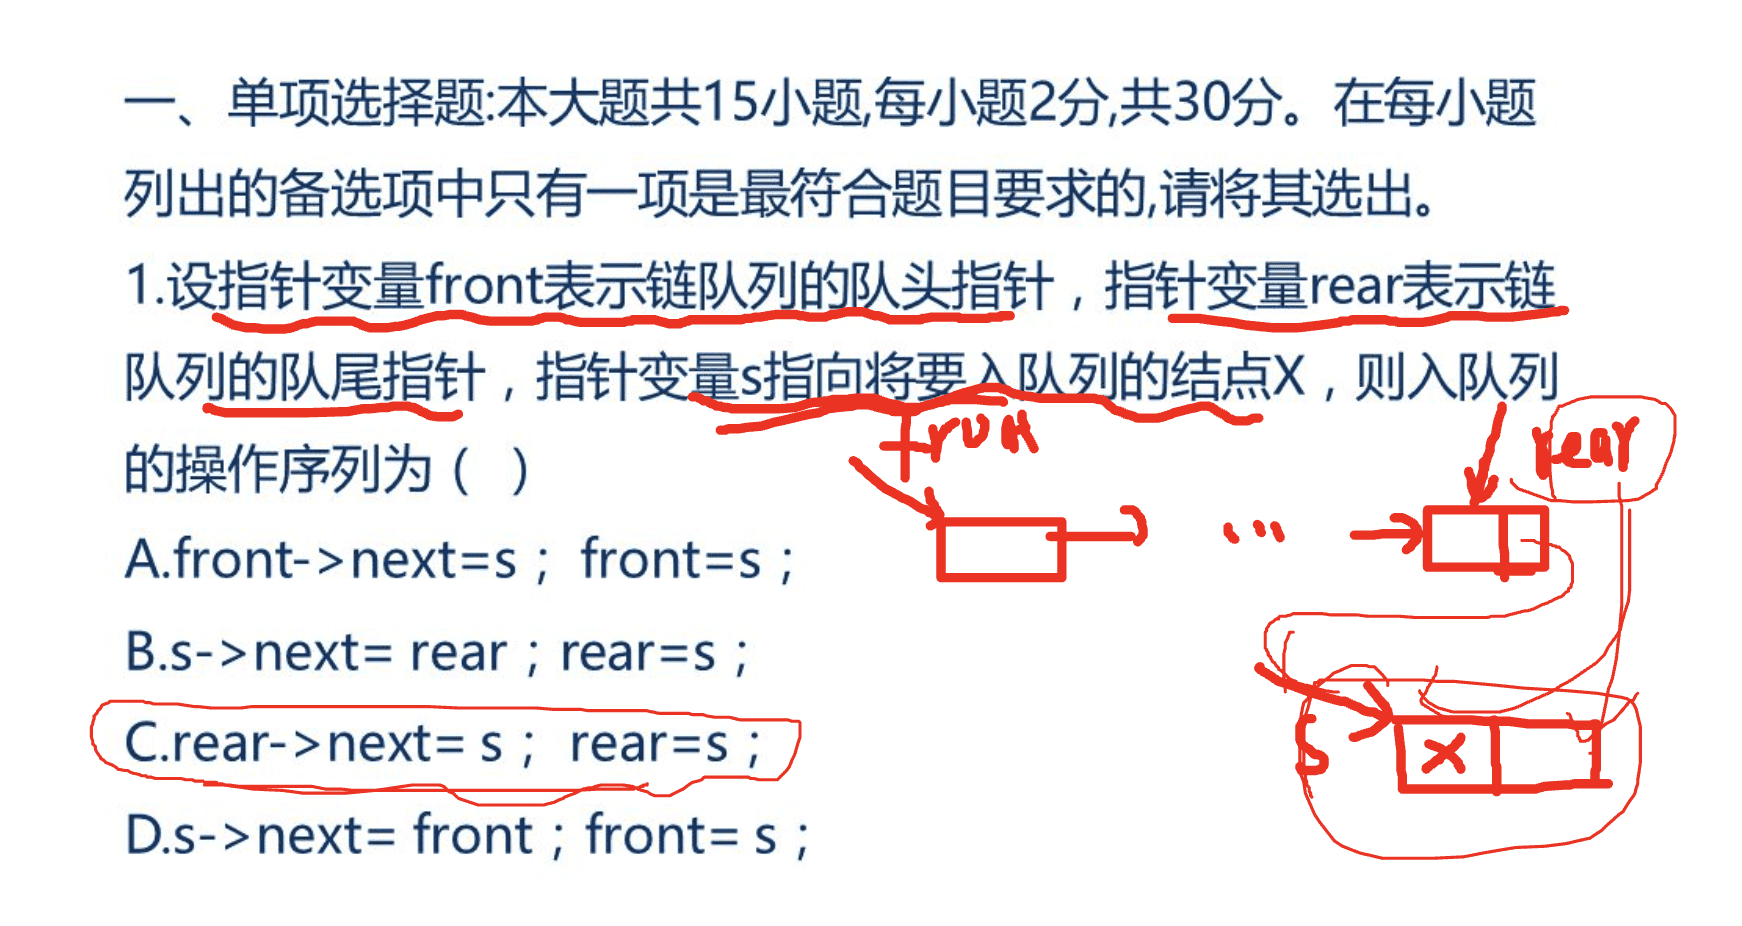 一、单项选择题:本大题共15小题,每小题2分,共30分。在每小题
列出的备选项中只有一项是最符合题目要求的,请将其选出。
1.设指针变量front表示链队列的队头指针，指针变量rear表示链
队列的队尾指针，指针变量s指向将要入队列的结点X，则入队列
的操作序列为（ ）
rear
A.front->next=s； front=s；
...
B.s->next= rear；rear=s；
C.rear->next= s； rear=s；
S X
D.s->next= front；front= s；